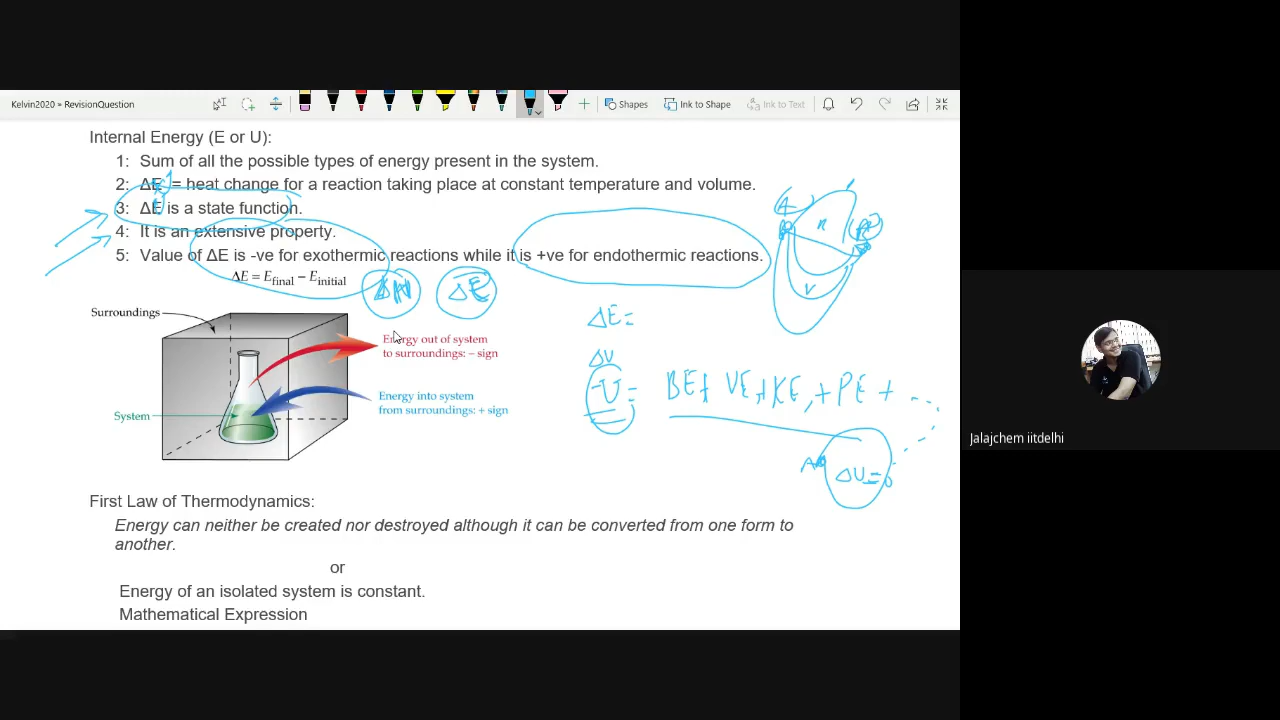 Kelvin2020 » RevisionQuestion
Shapes
Ink to Shape
Ink to Text
Internal Energy (E or U):
1: Sum of all the possible types of energy present in the system.
2: ΔE = heat change for a reaction taking place at constant temperature and volume.
3: ΔE is a state function.
4: It is an extensive property.
5: Value of ΔE is -ve for exothermic reactions while it is +ve for endothermic reactions.
ΔE = Efinal − Einitial
ΔH ΔE
ΔE =
Surroundings
Energy out of system
to surroundings: − sign
ΔU
U = BE + VE + KE, + PE + ....
Energy into system
from surroundings: + sign
System
ΔU = 0
Jalajchem iitdelhi
First Law of Thermodynamics:
Energy can neither be created nor destroyed although it can be converted from one form to
another.
or
Energy of an isolated system is constant.
Mathematical Expression